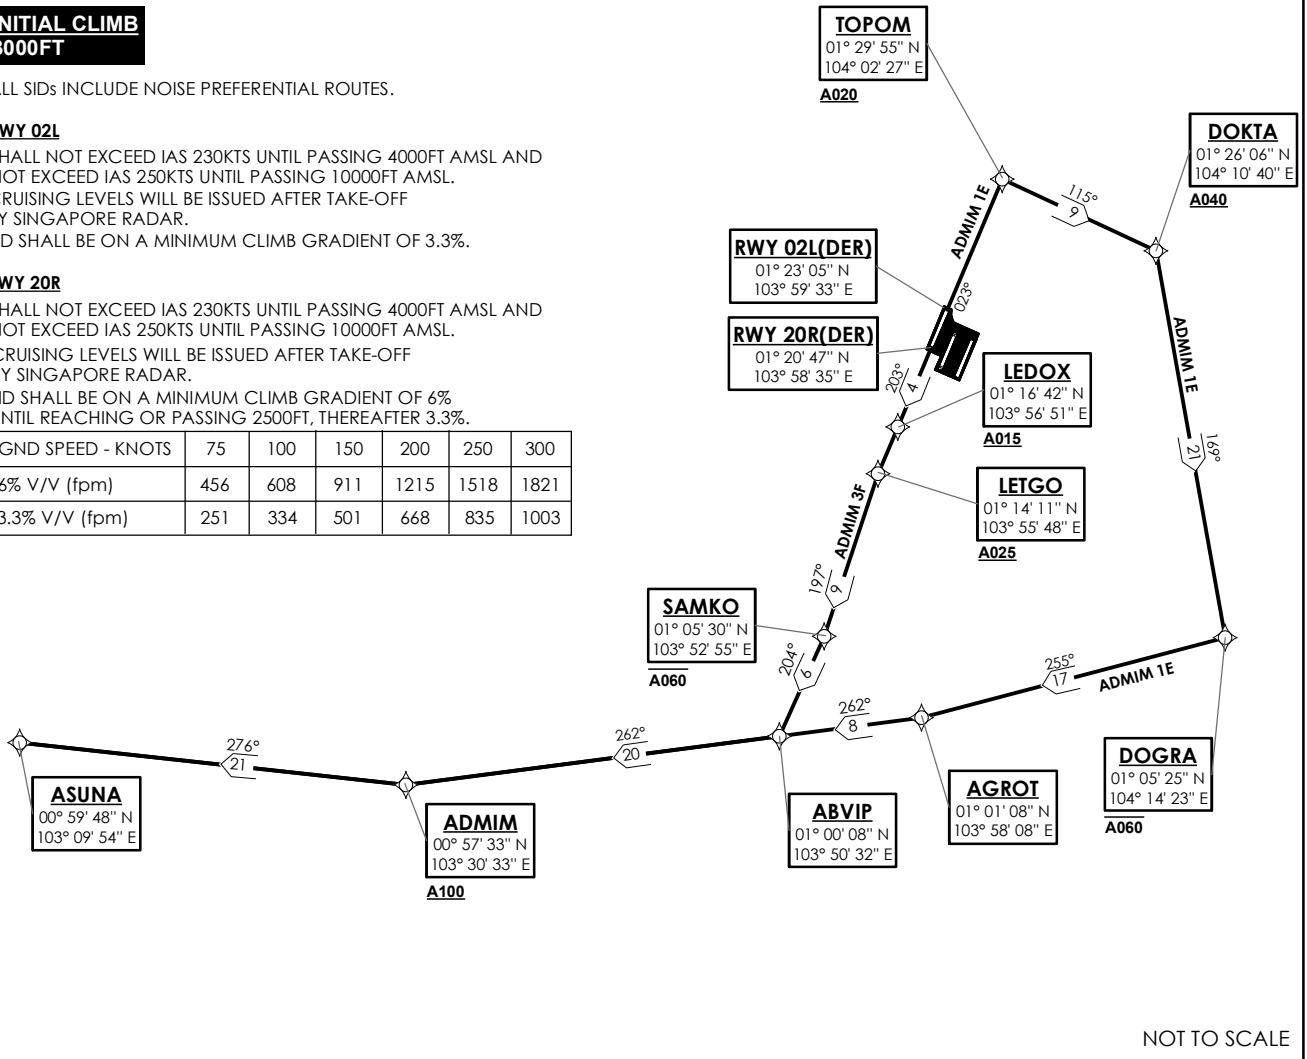 NITIAL CLIMB
3000FT
ALL SIDs INCLUDE NOISE PREFERENTIAL ROUTES.
WY 02L
HALL NOT EXCEED IAS 230KTS UNTIL PASSING 4000FT AMSL AND
NOT EXCEED IAS 250KTS UNTIL PASSING 10000FT AMSL.
CRUISING LEVELS WILL BE ISSUED AFTER TAKE-OFF
Y SINGAPORE RADAR.
ND SHALL BE ON A MINIMUM CLIMB GRADIENT OF 3.3%.
WY 20R
HALL NOT EXCEED IAS 230KTS UNTIL PASSING 4000FT AMSL AND
NOT EXCEED IAS 250KTS UNTIL PASSING 10000FT AMSL.
CRUISING LEVELS WILL BE ISSUED AFTER TAKE-OFF
Y SINGAPORE RADAR.
ND SHALL BE ON A MINIMUM CLIMB GRADIENT OF 6%
UNTIL REACHING OR PASSING 2500FT, THEREAFTER 3.3%.
GND SPEED - KNOTS 75 100 150 200 250 300
6% V/V (fpm) 456 608 911 1215 1518 1821
3.3% V/V (fpm) 251 334 501 668 835 1003
TOPOM
01° 29' 55" N
104° 02' 27" E
A020
DOKTA
01° 26' 06" N
104° 10' 40" E
A040
115°
9
ADMIM 1E
023°
RWY 02L(DER)
01° 23' 05" N
103° 59' 33" E
RWY 20R(DER)
01° 20' 47" N
103° 58' 35" E
203°
4
LEDOX
01° 16' 42" N
103° 56' 51" E
A015
ADMIM 1E
169°
21
LETGO
01° 14' 11" N
103° 55' 48" E
A025
ADMIM 3F
197°
9
SAMKO
01° 05' 30" N
103° 52' 55" E
A060
204°
6
255°
17
ADMIM 1E
262°
8
262°
20
276°
21
DOGRA
01° 05' 25" N
104° 14' 23" E
A060
AGROT
01° 01' 08" N
103° 58' 08" E
ABVIP
01° 00' 08" N
103° 50' 32" E
ADMIM
00° 57' 33" N
103° 30' 33" E
A100
ASUNA
00° 59' 48" N
103° 09' 54" E
NOT TO SCALE